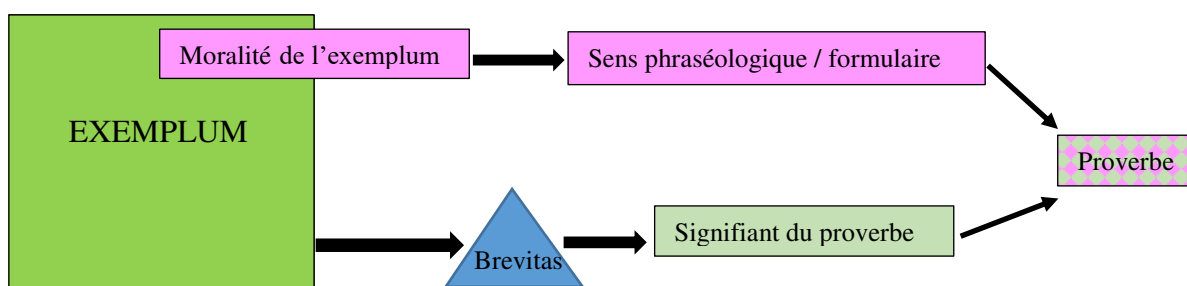 Moralité de l’exemplum
Sens phraséologique / formulaire
EXEMPLUM
Proverbe
Signifiant du proverbe
Brevitas